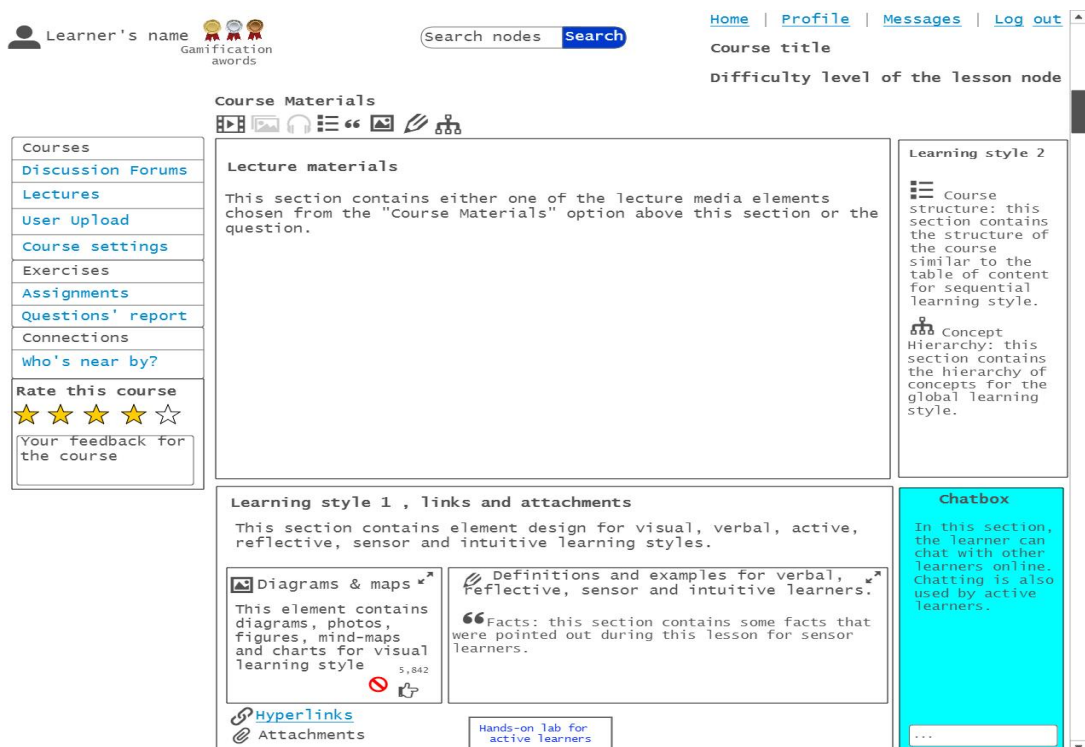 Learner's name
Gamification
awords
Search nodes
Search
Home | Profile | Messages | Log out
Course title
Difficulty level of the lesson node
Course Materials
Courses
Discussion Forums
Lectures
User Upload
Course settings
Exercises
Assignments
Questions' report
Connections
Who's near by?
Rate this course
Your feedback for
the course
Lecture materials
This section contains either one of the lecture media elements
chosen from the "Course Materials" option above this section or the
question.
Learning style 2
Course
structure: this
section contains
the structure of
the course
similar to the
table of content
for sequential
learning style.
Concept
Hierarchy: this
section contains
the hierarchy of
concepts for the
global learning
style.
Learning style 1 , links and attachments
This section contains element design for visual, verbal, active,
reflective, sensor and intuitive learning styles.
Diagrams & maps
This element contains
diagrams, photos,
figures, mind-maps
and charts for visual
learning style
5,842
Definitions and examples for verbal,
reflective, sensor and intuitive learners.
Facts: this section contains some facts that
were pointed out during this lesson for sensor
learners.
Hyperlinks
Attachments
Hands-on lab for
active learners
Chatbox
In this section,
the learner can
chat with other
learners online.
Chatting is also
used by active
learners.
...